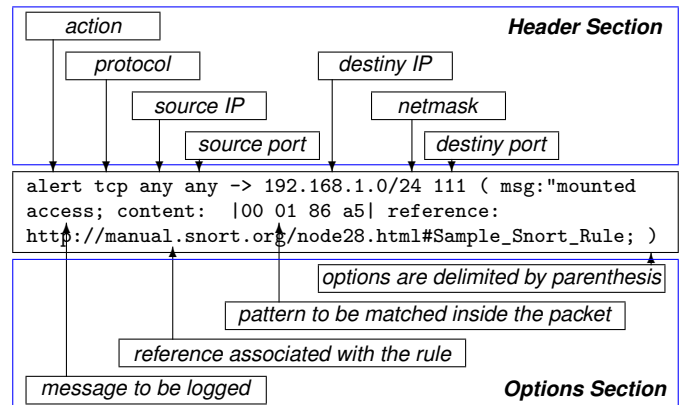 action
Header Section
protocol
destiny IP
source IP
netmask
source port
destiny port
alert tcp any any -> 192.168.1.0/24 111 ( msg:"mounted
access; content: |00 01 86 a5| reference:
http://manual.snort.org/node28.html#Sample_Snort_Rule; )
options are delimited by parenthesis
pattern to be matched inside the packet
reference associated with the rule
message to be logged
Options Section